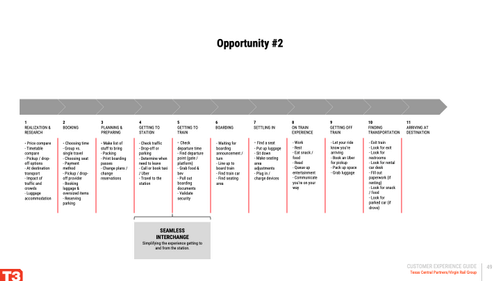 Opportunity #2
1
REALIZATION &
RESEARCH
- Price compare
- Timetable
compare
- Pickup / drop-
off options
- At destination
transport
- Impact of
traffic and
crowds
- Luggage
accommodation
2
BOOKING
- Choosing time
- Group vs.
single travel
- Choosing seat
- Payment
method
- Pickup / drop-
off provider
- Booking
luggage &
oversized items
- Reserving
parking
3
PLANNING &
PREPARING
- Make list of
stuff to bring
- Packing
- Print boarding
passes
- Change plans /
change
reservations
4
GETTING TO
STATION
- Check traffic
- Drop-off or
parking
- Determine when
need to leave
- Call or book taxi
/ Uber
- Travel to the
station
5
GETTING TO
TRAIN
- Check
departure time
- Find departure
point (gate /
platform)
- Grab food &
bev
- Pull out
boarding
documents
- Validate
security
6
BOARDING
- Waiting for
boarding
announcement /
turn
- Line up to
board train
- Find train car
- Find seating
area
7
SETTLING IN
- Find a seat
- Put up luggage
- Sit down
- Make seating
area
adjustments
- Plug in /
charge devices
8
ON TRAIN
EXPERIENCE
- Work
- Rest
- Eat snack /
food
- Read
- Queue up
entertainment
- Communicate
you're on your
way
9
GETTING OFF
TRAIN
- Let your ride
know you're
arriving
- Book an Uber
for pickup
- Pack up space
- Grab luggage
10
FINDING
TRANSPORTATION
- Exit train
- Look for exit
- Look for
restrooms
- Look for rental
car desk
- Fill out
paperwork (if
renting)
- Look for snack
/ food
- Look for
parked car (if
drove)
11
ARRIVING AT
DESTINATION
SEAMLESS
INTERCHANGE
Simplifying the experience getting to
and from the station.
T3
CUSTOMER EXPERIENCE GUIDE
Texas Central Partners/Virgin Rail Group